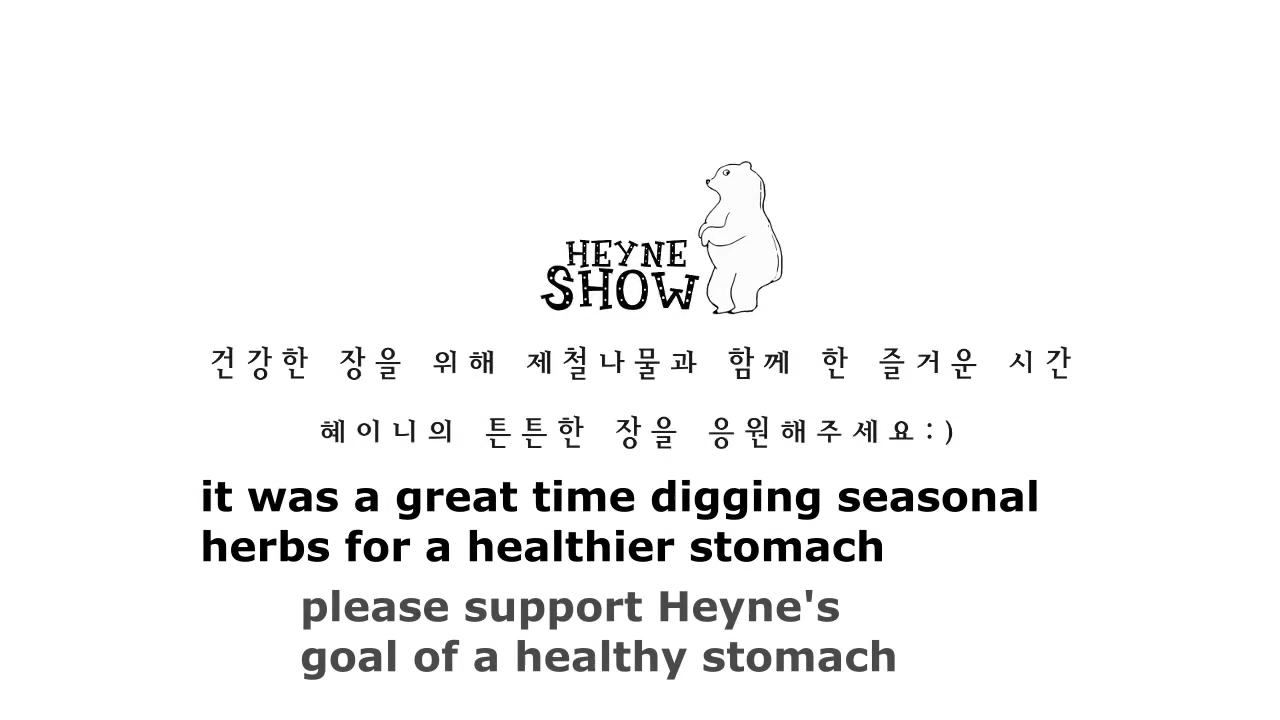 HEYNE
SHOW
건강한 장을 위해 제철나물과 함께 한 즐거운 시간
혜이니의 튼튼한 장을 응원해주세요:)
it was a great time digging seasonal
herbs for a healthier stomach
please support Heyne's
goal of a healthy stomach